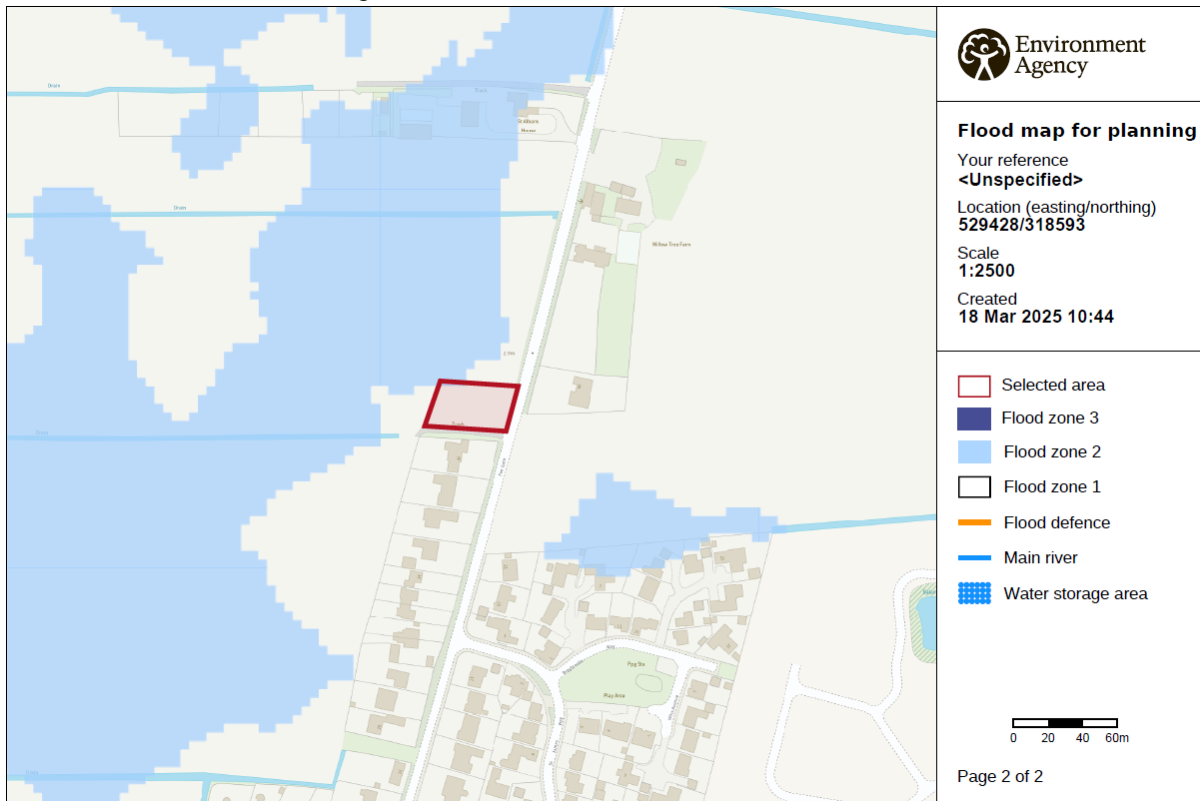 Environment
Agency
Flood map for planning
Your reference
<Unspecified>
Location (easting/northing)
529428/318593
Scale
1:2500
Created
18 Mar 2025 10:44
Selected area
Flood zone 3
Flood zone 2
Flood zone 1
Flood defence
Main river
Water storage area
0 20 40 60m
Page 2 of 2
Drain
Track
Drain
Willow Tree Farm
Track
Play Area